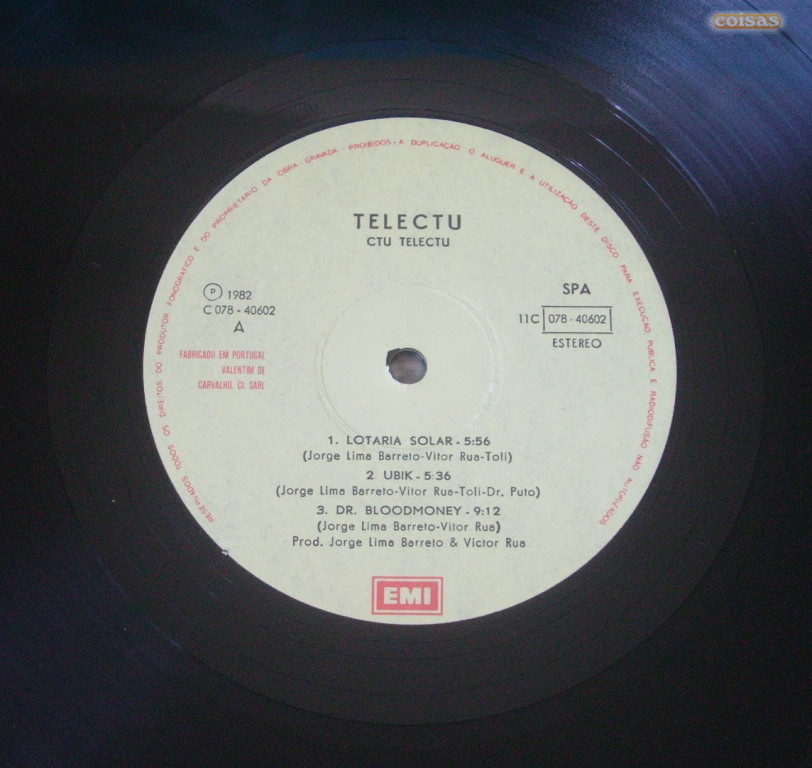 coisas
RESERVADOS TODOS OS DIREITOS DO PRODUTOR FONOGRAFICO E DO PROPRIETARIO DA OBRA GRAVADA · PROIBIDOS · A DUPLICAÇÃO O ALUGUER E A UTILIZAÇÃO DESTE DISCO PARA EXECUÇÃO PUBLICA E RADIODIFUSÃO NÃO AUTORIZADOS
TELECTU
CTU TELECTU
Ⓟ 1982
C 078 - 40602
A
SPA
11C 078 - 40602
ESTEREO
FABRICADO EM PORTUGAL
VALENTIM DE
CARVALHO, CI, SARL
1. LOTARIA SOLAR - 5:56
(Jorge Lima Barreto-Vitor Rua-Toli)
2. UBIK - 5:36
(Jorge Lima Barreto-Vitor Rua-Toli-Dr. Puto)
3. DR. BLOODMONEY - 9:12
(Jorge Lima Barreto-Vitor Rua)
Prod. Jorge Lima Barreto & Victor Rua
EMI